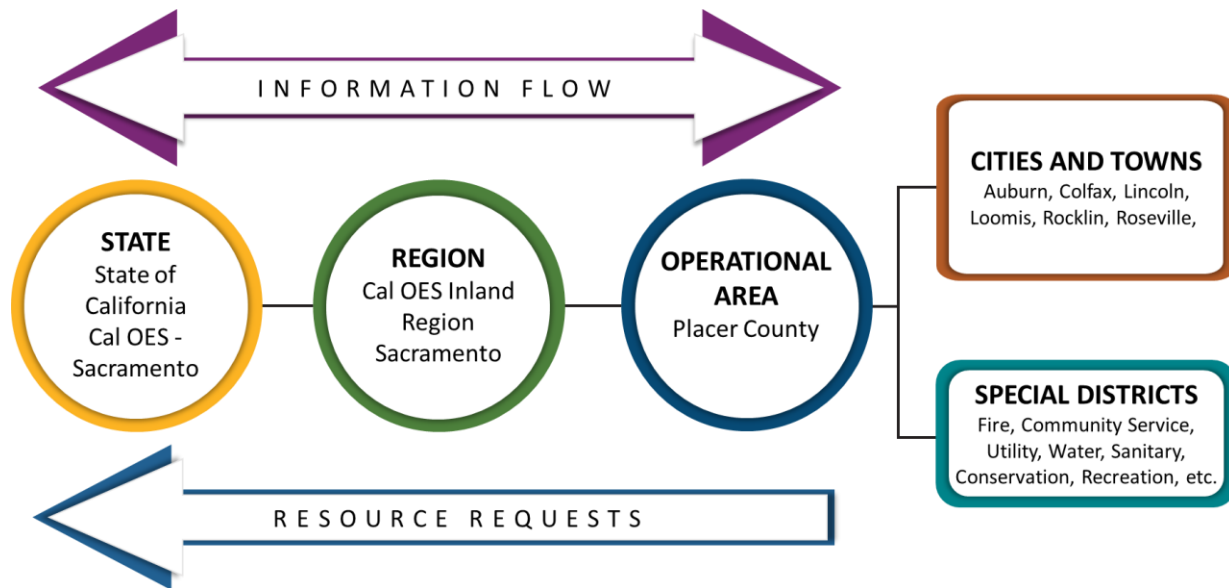 INFORMATION FLOW
STATE
State of
California
Cal OES -
Sacramento
REGION
Cal OES Inland
Region
Sacramento
OPERATIONAL
AREA
Placer County
CITIES AND TOWNS
Auburn, Colfax, Lincoln,
Loomis, Rocklin, Roseville,
SPECIAL DISTRICTS
Fire, Community Service,
Utility, Water, Sanitary,
Conservation, Recreation, etc.
RESOURCE REQUESTS